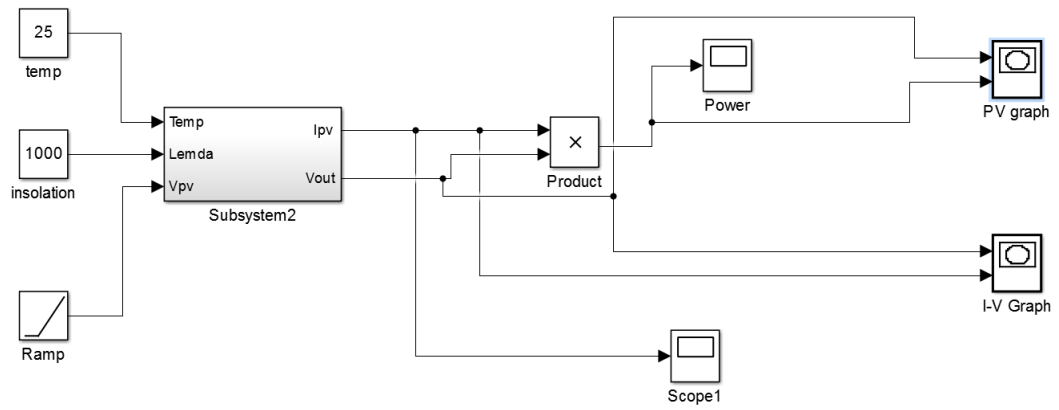 25
temp
1000
insolation
Ramp
Temp
Lemda
Vpv
Ipv
Vout
Subsystem2
×
Product
Power
PV graph
I-V Graph
Scope1